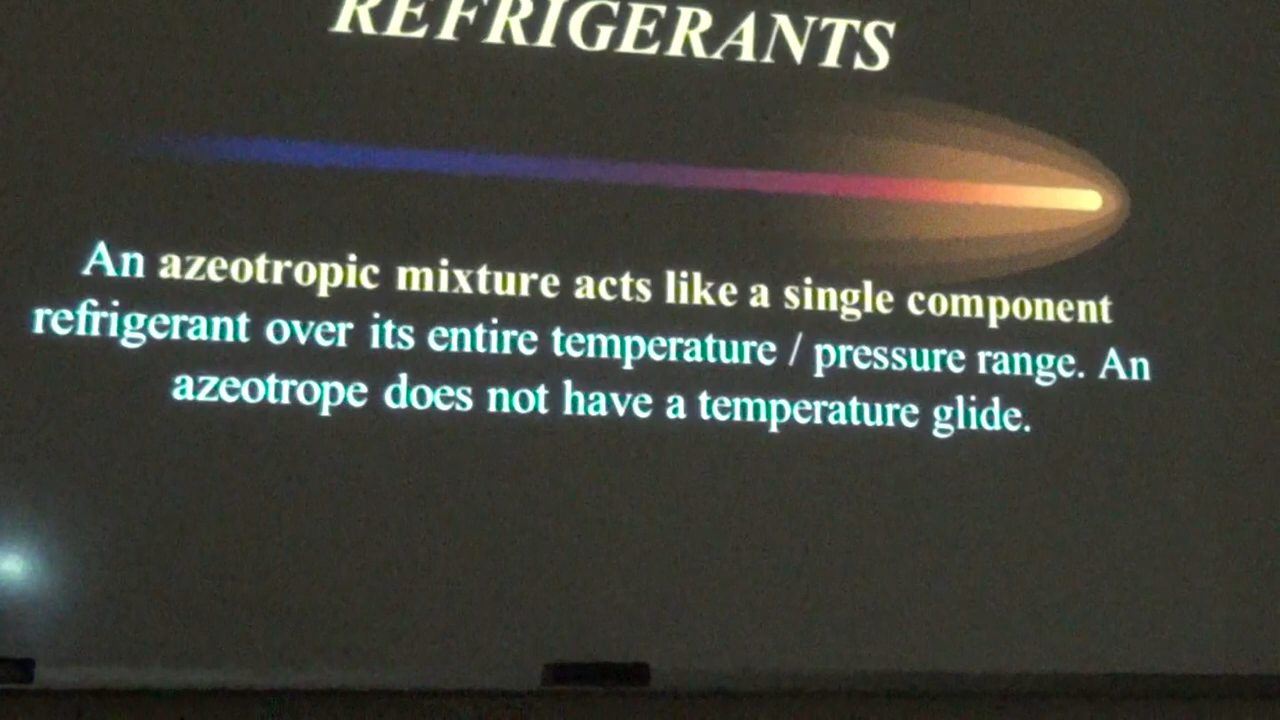 REFRIGERANTS
An azeotropic mixture acts like a single component
refrigerant over its entire temperature / pressure range. An
azeotrope does not have a temperature glide.